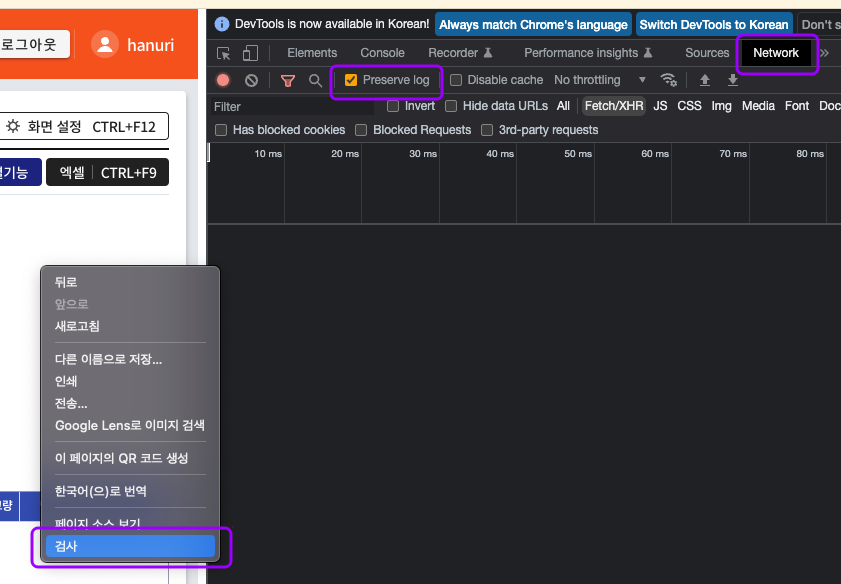 로그아웃 hanuri
화면 설정 CTRL+F12
기능 엑셀 CTRL+F9
뒤로
앞으로
새로고침
다른 이름으로 저장...
인쇄
전송...
Google Lens로 이미지 검색
이 페이지의 QR 코드 생성
한국어(으)로 번역
페이지 소스 보기
검사
DevTools is now available in Korean! Always match Chrome's language Switch DevTools to Korean Don't s
Elements Console Recorder Performance insights Sources Network »
Preserve log Disable cache No throttling
Filter Invert Hide data URLs All Fetch/XHR JS CSS Img Media Font Doc
Has blocked cookies Blocked Requests 3rd-party requests
10 ms 20 ms 30 ms 40 ms 50 ms 60 ms 70 ms 80 ms